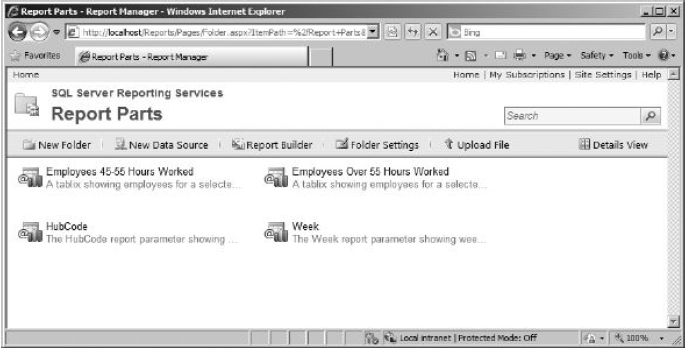 Report Parts - Report Manager - Windows Internet Explorer
http://localhost/Reports/Pages/Folder.aspx?ItemPath=%2fReport+Parts&
Bing
Favorites
Report Parts - Report Manager
Page
Safety
Tools
Home
Home | My Subscriptions | Site Settings | Help
SQL Server Reporting Services
Report Parts
Search
New Folder
New Data Source
Report Builder
Folder Settings
Upload File
Details View
Employees 45-55 Hours Worked
A tablix showing employees for a selecte...
Employees Over 55 Hours Worked
A tablix showing employees for a selecte...
HubCode
The HubCode report parameter showing ...
Week
The Week report parameter showing wee...
Local intranet | Protected Mode: Off
100%